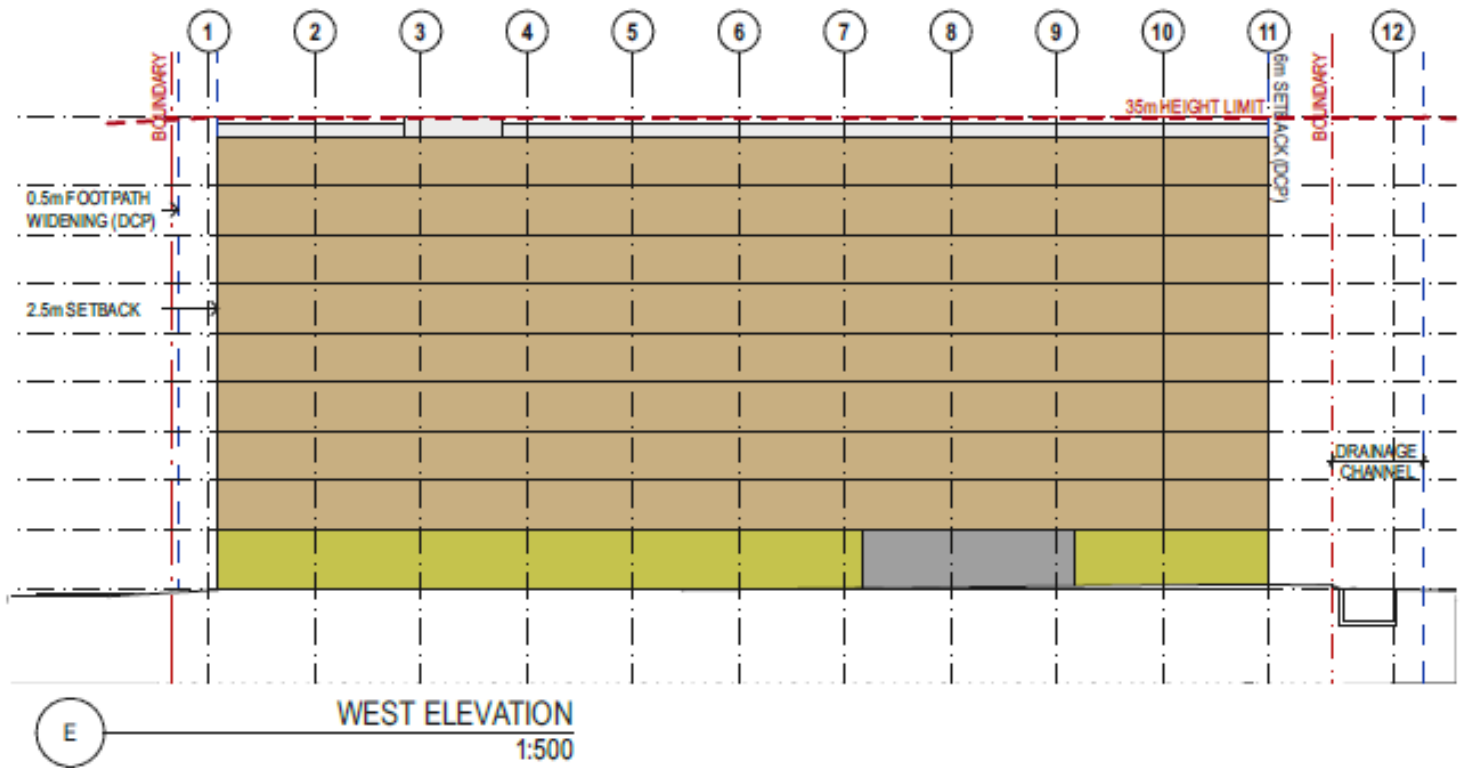 1 2 3 4 5 6 7 8 9 10 11 12
BOUNDARY
6m SETBACK (DCP)
BOUNDARY
35m HEIGHT LIMIT
0.5m FOOTPATH
WIDENING (DCP)
2.5m SETBACK
DRAINAGE
CHANNEL
E
WEST ELEVATION
1:500